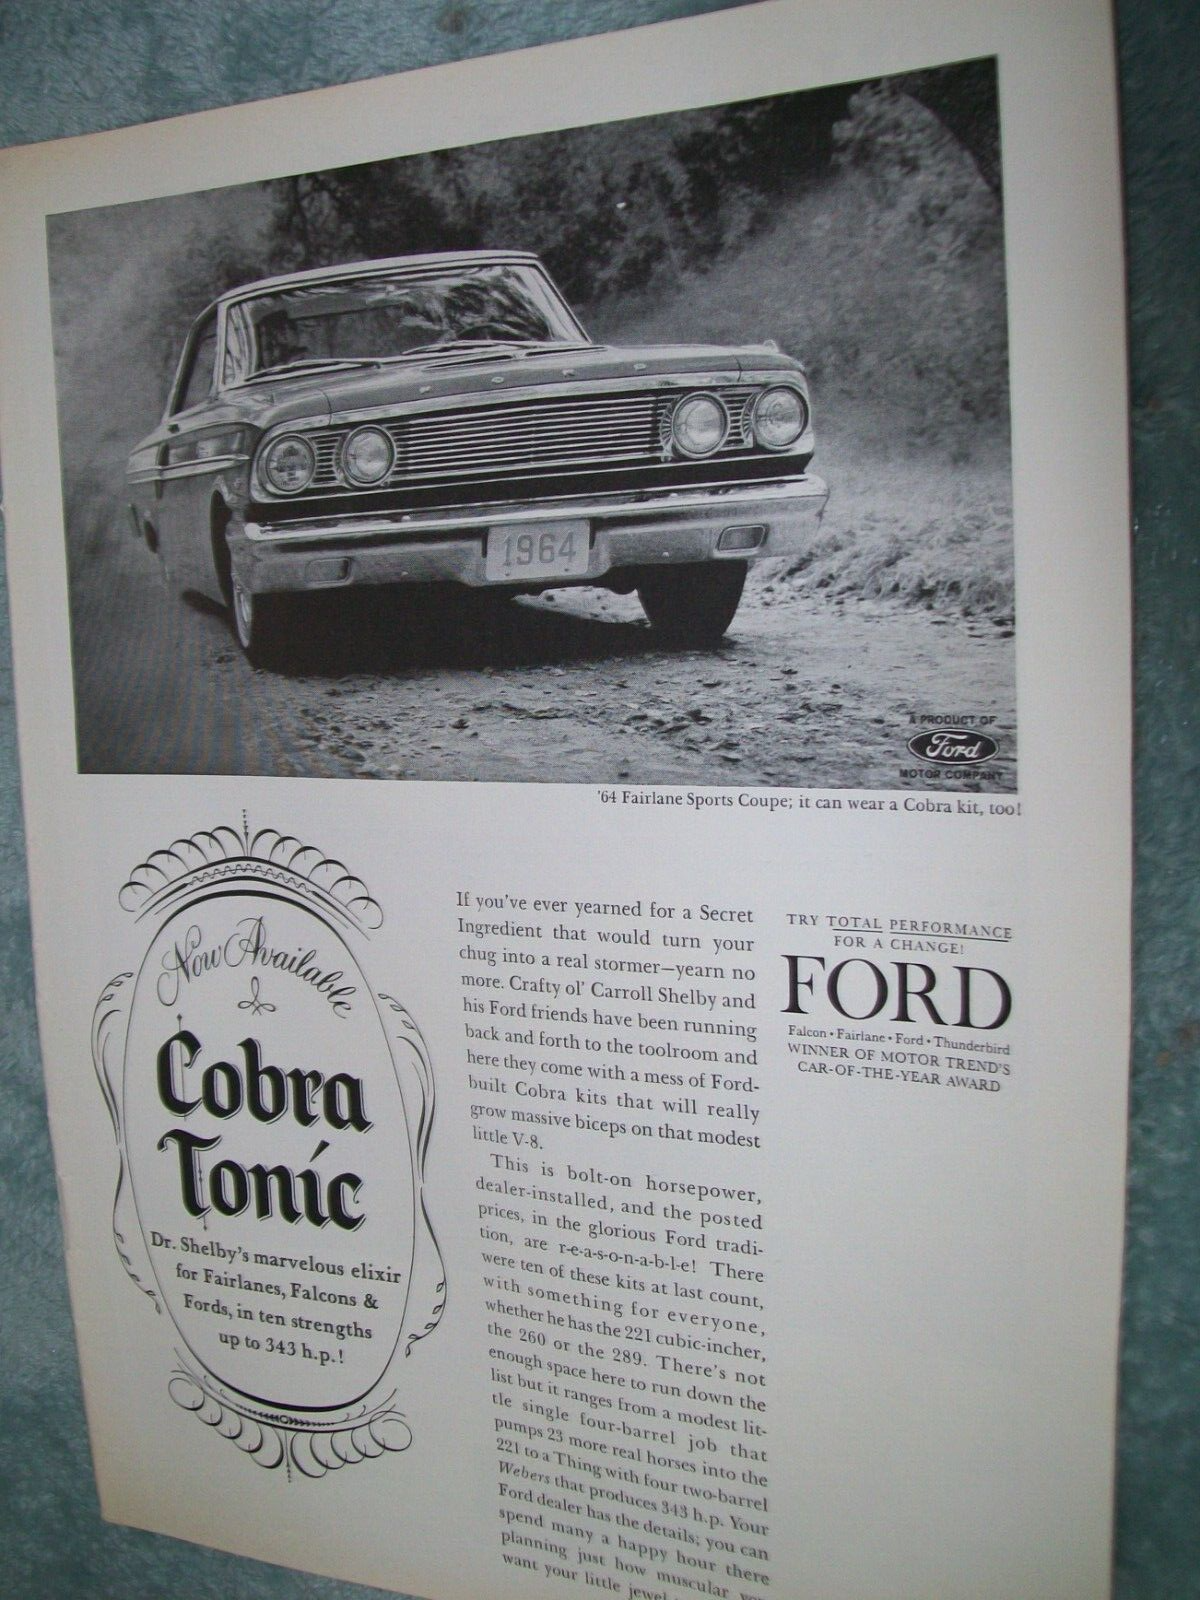 FORD
1964
A PRODUCT OF
Ford
MOTOR COMPANY
'64 Fairlane Sports Coupe; it can wear a Cobra kit, too!
Now Available
Cobra
Tonic
Dr. Shelby's marvelous elixir
for Fairlanes, Falcons &
Fords, in ten strengths
up to 343 h.p.!
If you've ever yearned for a Secret
Ingredient that would turn your
chug into a real stormer—yearn no
more. Crafty ol' Carroll Shelby and
his Ford friends have been running
back and forth to the toolroom and
here they come with a mess of Ford-
built Cobra kits that will really
grow massive biceps on that modest
little V-8.
This is bolt-on horsepower,
dealer-installed, and the posted
prices, in the glorious Ford tradi-
tion, are r-e-a-s-o-n-a-b-l-e! There
were ten of these kits at last count,
with something for everyone,
whether he has the 221 cubic-incher,
the 260 or the 289. There's not
enough space here to run down the
list but it ranges from a modest lit-
tle single four-barrel job that
pumps 23 more real horses into the
221 to a Thing with four two-barrel
Webers that produces 343 h.p. Your
Ford dealer has the details; you can
spend many a happy hour there
planning just how muscular
want your little jewel
TRY TOTAL PERFORMANCE
FOR A CHANGE!
FORD
Falcon • Fairlane • Ford • Thunderbird
WINNER OF MOTOR TREND'S
CAR-OF-THE-YEAR AWARD